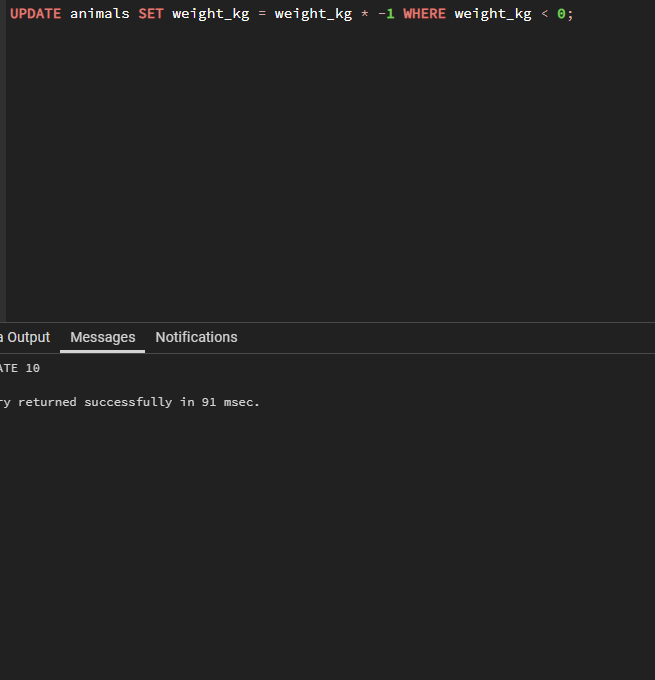 UPDATE animals SET weight_kg = weight_kg * -1 WHERE weight_kg < 0;
a Output Messages Notifications
ATE 10
ry returned successfully in 91 msec.